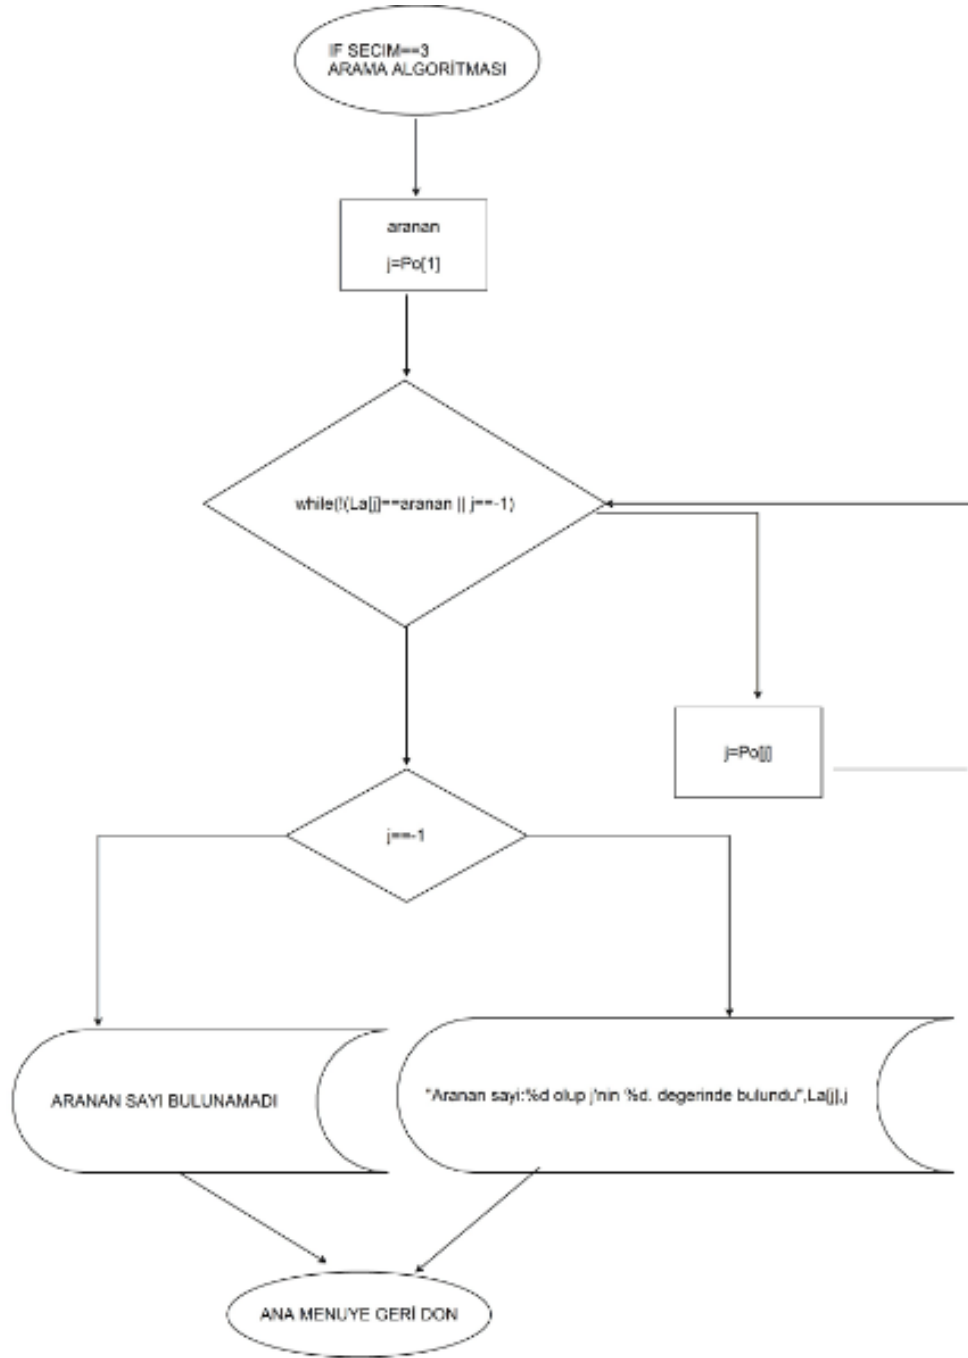 IF SECIM==3
ARAMA ALGORİTMASI
aranan
j=Po[1]
while(!(La[j]==aranan || j==-1)
j=Po[j]
j==-1
ARANAN SAYI BULUNAMADI
"Aranan sayi:%d olup j'nin %d. degerinde bulundu",La[j],j
ANA MENUYE GERİ DON